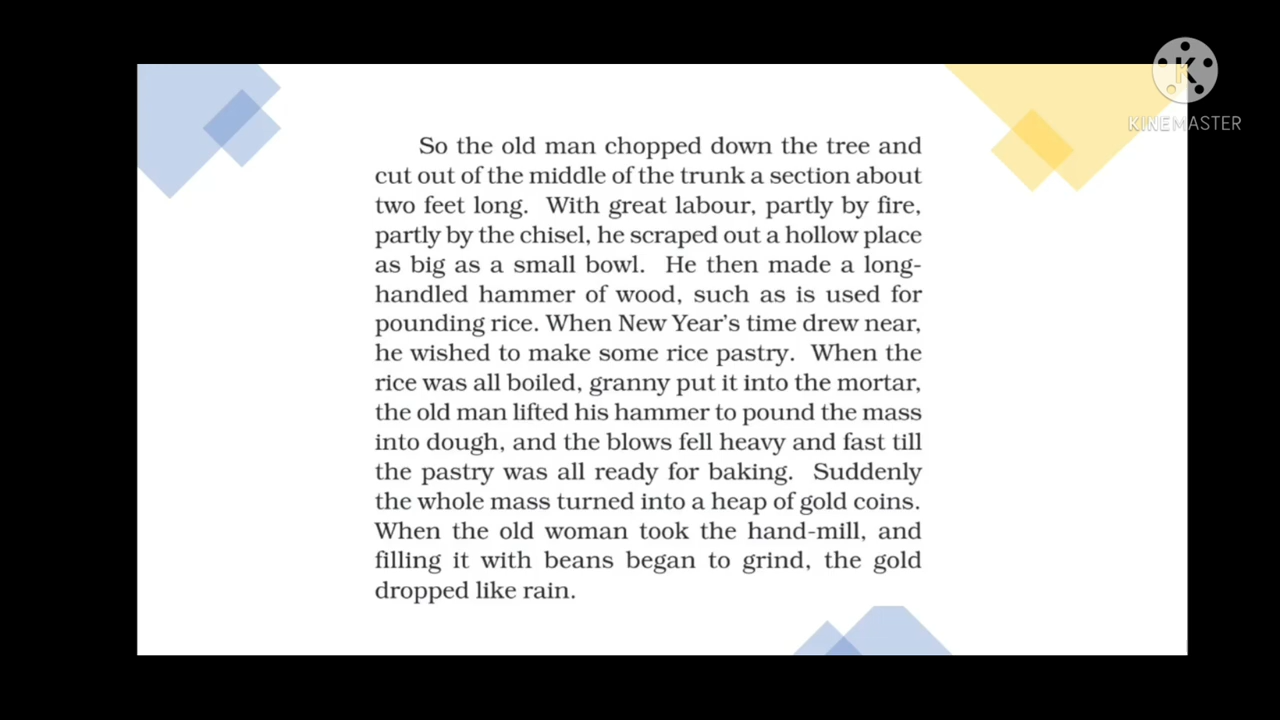 KINEMASTER
So the old man chopped down the tree and
cut out of the middle of the trunk a section about
two feet long. With great labour, partly by fire,
partly by the chisel, he scraped out a hollow place
as big as a small bowl. He then made a long-
handled hammer of wood, such as is used for
pounding rice. When New Year’s time drew near,
he wished to make some rice pastry. When the
rice was all boiled, granny put it into the mortar,
the old man lifted his hammer to pound the mass
into dough, and the blows fell heavy and fast till
the pastry was all ready for baking. Suddenly
the whole mass turned into a heap of gold coins.
When the old woman took the hand-mill, and
filling it with beans began to grind, the gold
dropped like rain.